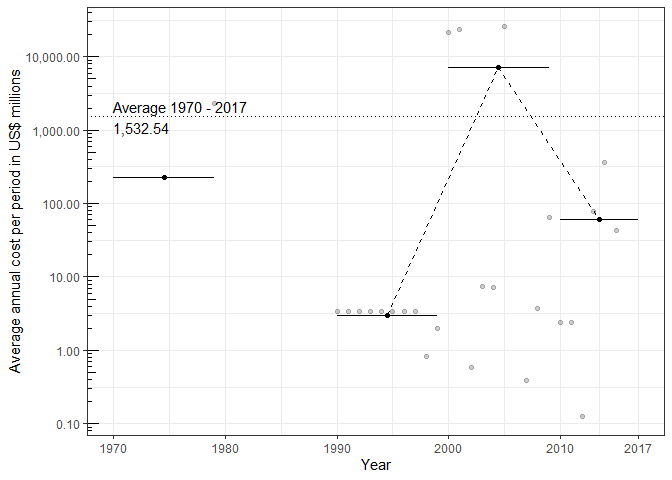 Average annual cost per period in US$ millions
10,000.00
1,000.00
100.00
10.00
1.00
0.10
Average 1970 - 2017
1,532.54
1970 1980 1990 2000 2010 2017
Year